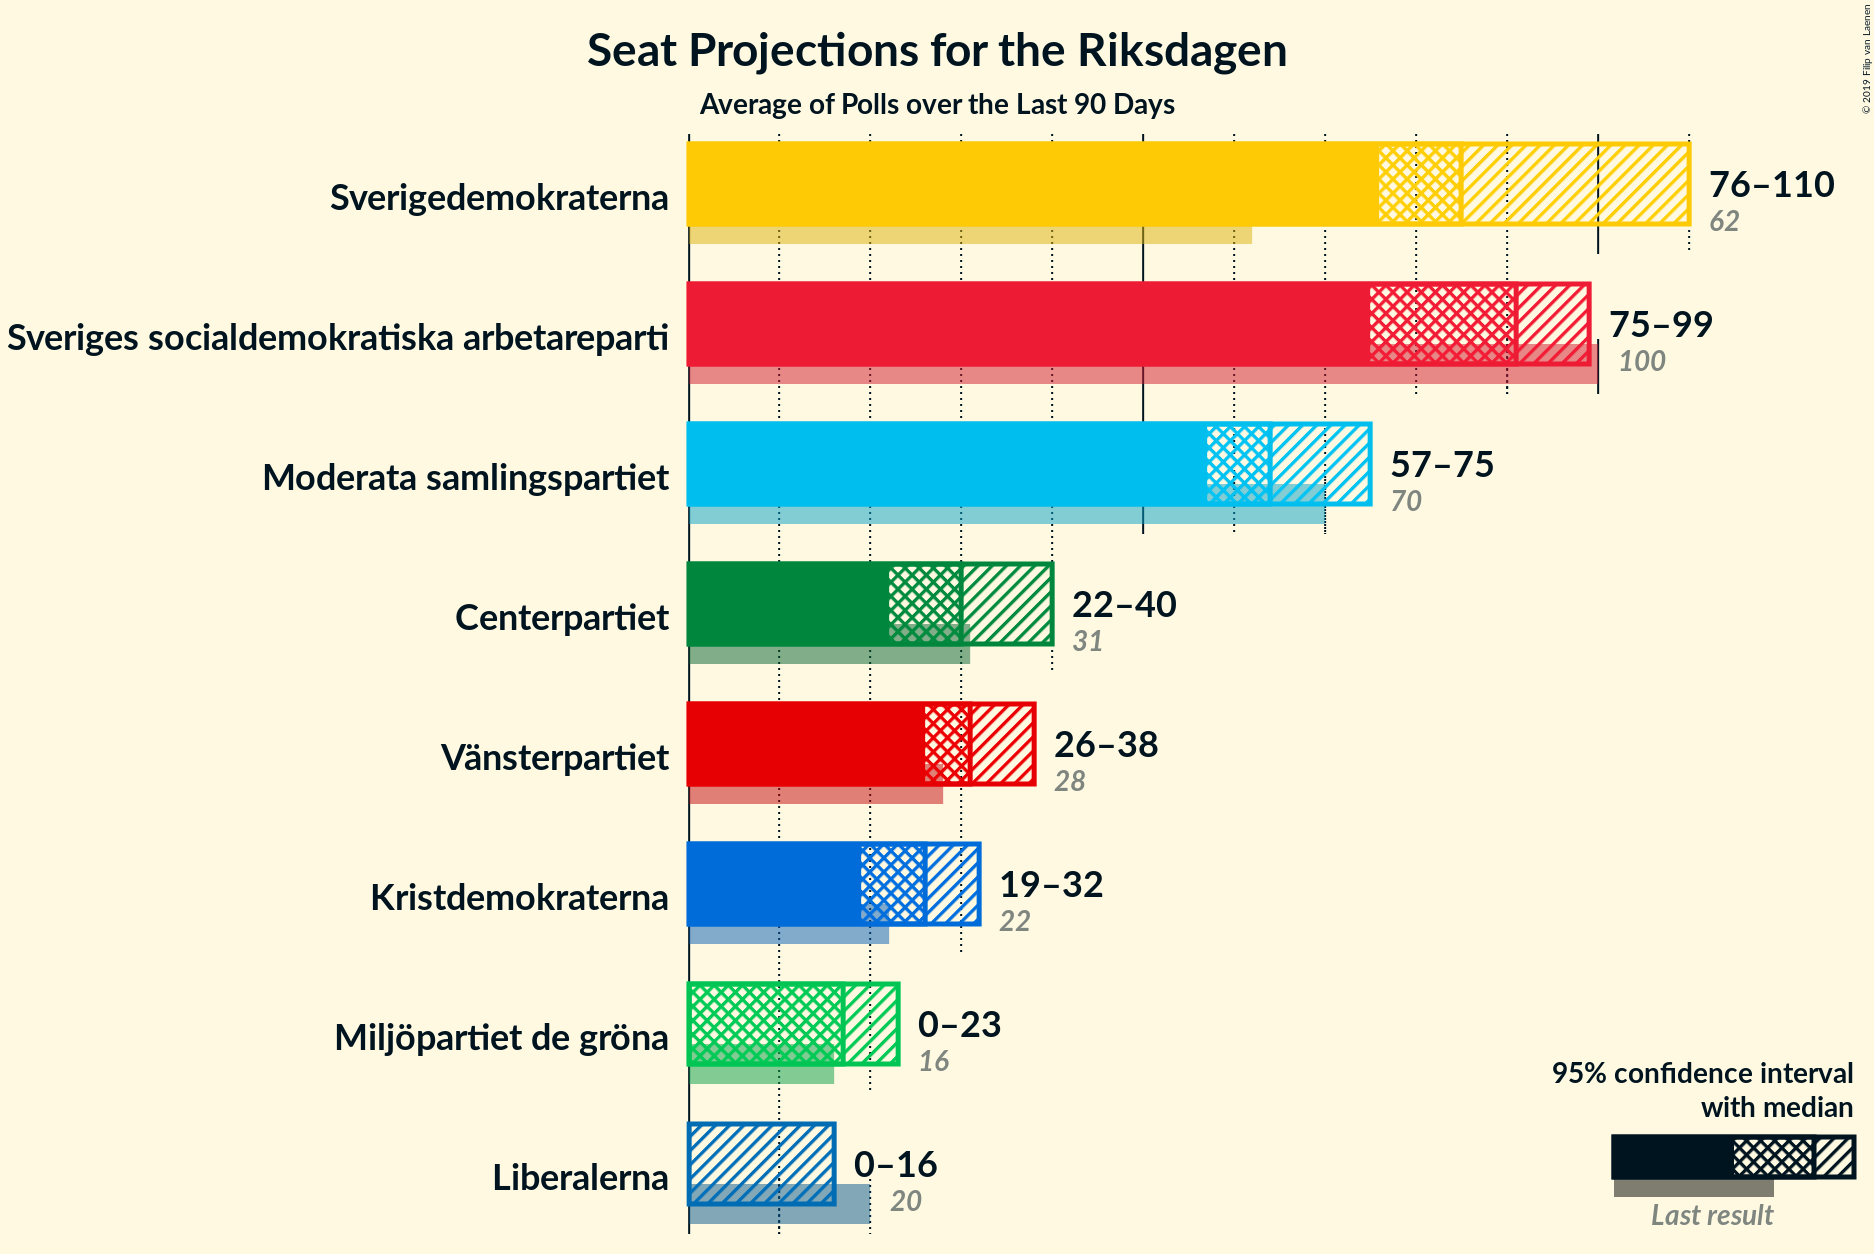 Seat Projections for the Riksdagen
Average of Polls over the Last 90 Days
© 2019 Filip van Laenen
Sverigedemokraterna
76–110
62
Sveriges socialdemokratiska arbetareparti
75–99
100
Moderata samlingspartiet
57–75
70
Centerpartiet
22–40
31
Vänsterpartiet
26–38
28
Kristdemokraterna
19–32
22
Miljöpartiet de gröna
0–23
16
Liberalerna
0–16
20
95% confidence interval
with median
Last result